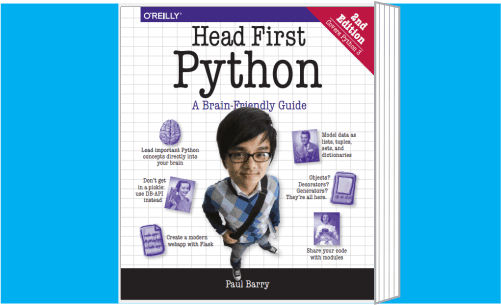 O'REILLY®
2nd
Edition
Covers Python 3
Head First
Python
A Brain-Friendly Guide
Load important Python
concepts directly into
your brain
Model data as
lists, tuples,
sets, and
dictionaries
Don't get
in a pickle:
use DB-API
instead
Objects?
Decorators?
Generators?
They're all here.
Create a modern
webapp with Flask
Share your code
with modules
Paul Barry